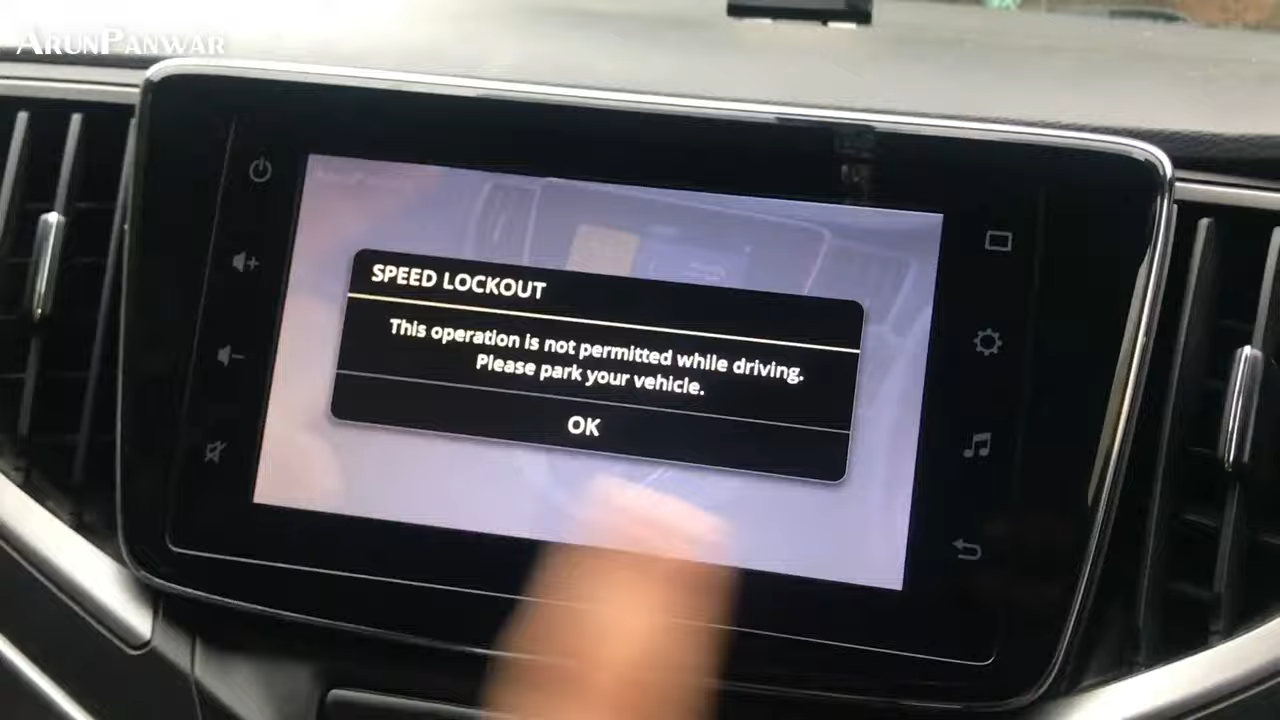 ARUNPANWAR
SPEED LOCKOUT
This operation is not permitted while driving.
Please park your vehicle.
OK